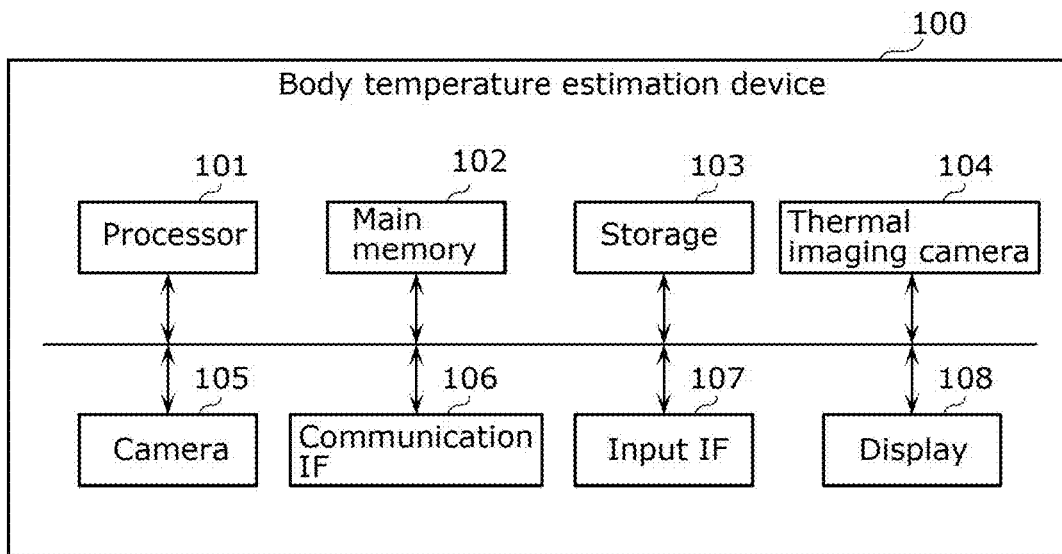 100
Body temperature estimation device
101
102
103
104
Processor
Main
memory
Storage
Thermal
imaging camera
105
106
107
108
Camera
Communication
IF
Input IF
Display